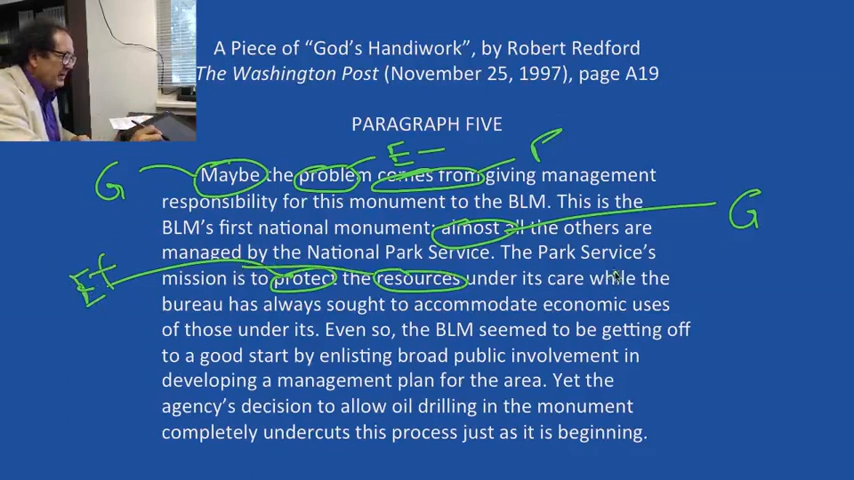 A Piece of “God’s Handiwork”, by Robert Redford
The Washington Post (November 25, 1997), page A19
PARAGRAPH FIVE
E P
G Maybe the problem comes from giving management
responsibility for this monument to the BLM. This is the
BLM’s first national monument; almost all the others are G
managed by the National Park Service. The Park Service’s
Ef mission is to protect the resources under its care while the
bureau has always sought to accommodate economic uses
of those under its. Even so, the BLM seemed to be getting off
to a good start by enlisting broad public involvement in
developing a management plan for the area. Yet the
agency’s decision to allow oil drilling in the monument
completely undercuts this process just as it is beginning.